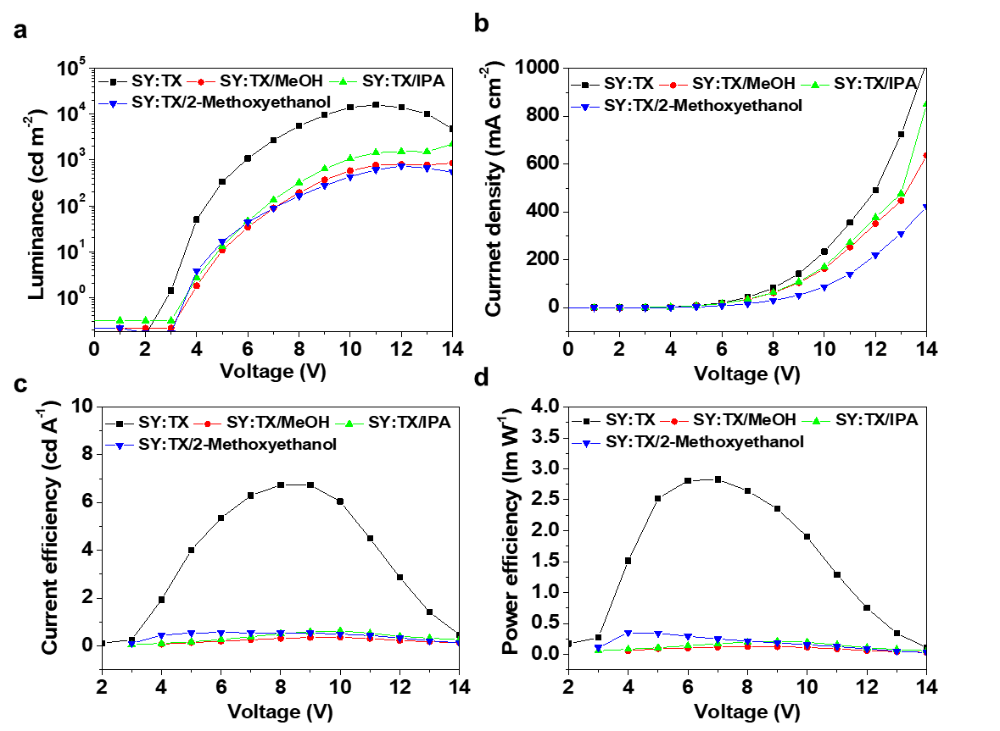 a
10^5
10^4
10^3
10^2
10^1
10^0
Luminance (cd m^-2)
SY:TX SY:TX/MeOH SY:TX/IPA
SY:TX/2-Methoxyethanol
0 2 4 6 8 10 12 14
Voltage (V)
b
1000
800
600
400
200
0
Currnet density (mA cm^-2)
SY:TX SY:TX/MeOH SY:TX/IPA
SY:TX/2-Methoxyethanol
0 2 4 6 8 10 12 14
Voltage (V)
c
10
8
6
4
2
0
Current efficiency (cd A^-1)
SY:TX SY:TX/MeOH SY:TX/IPA
SY:TX/2-Methoxyethanol
2 4 6 8 10 12 14
Voltage (V)
d
4.0
3.5
3.0
2.5
2.0
1.5
1.0
0.5
0.0
Power efficiency (lm W^-1)
SY:TX SY:TX/MeOH SY:TX/IPA
SY:TX/2-Methoxyethanol
2 4 6 8 10 12 14
Voltage (V)